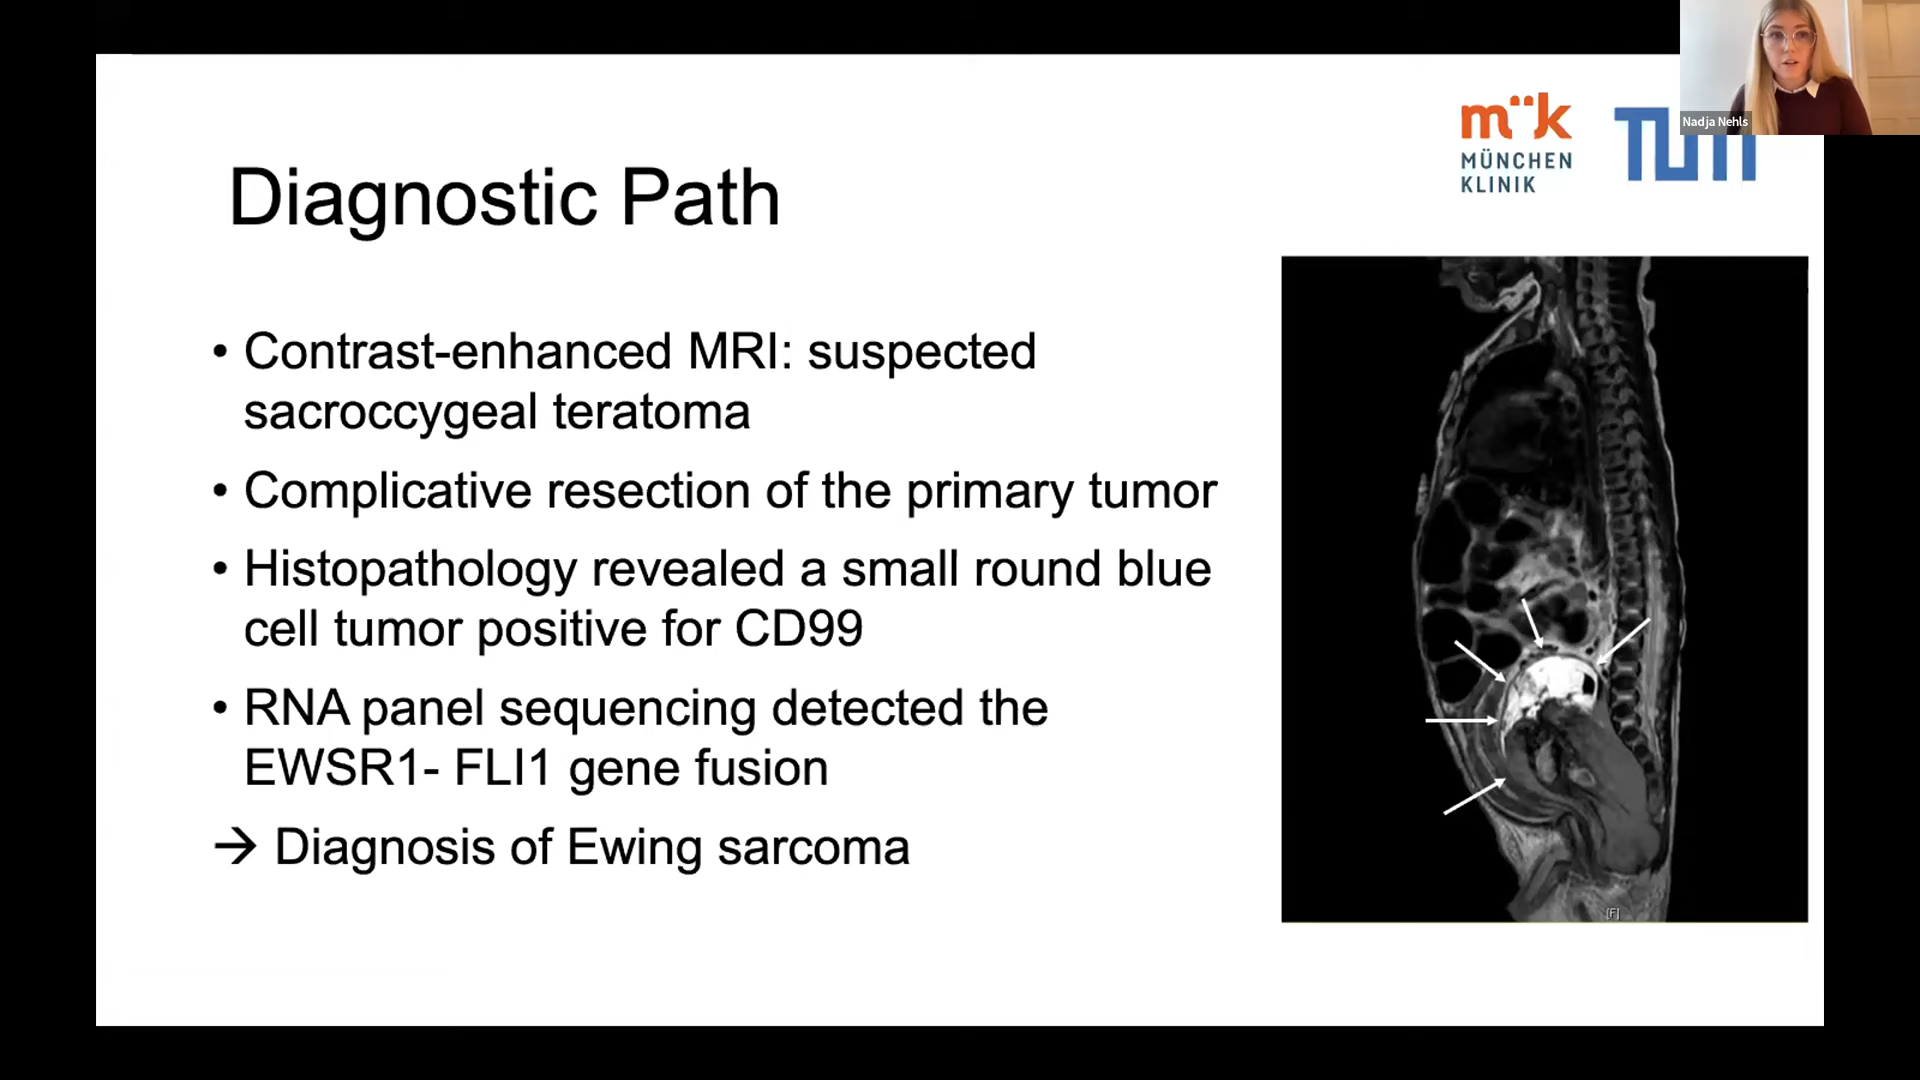 Nadja Nehls
m̈k
MÜNCHEN
KLINIK
TUM
Diagnostic Path
• Contrast-enhanced MRI: suspected
sacroccygeal teratoma
• Complicative resection of the primary tumor
• Histopathology revealed a small round blue
cell tumor positive for CD99
• RNA panel sequencing detected the
EWSR1- FLI1 gene fusion
→ Diagnosis of Ewing sarcoma
[F]